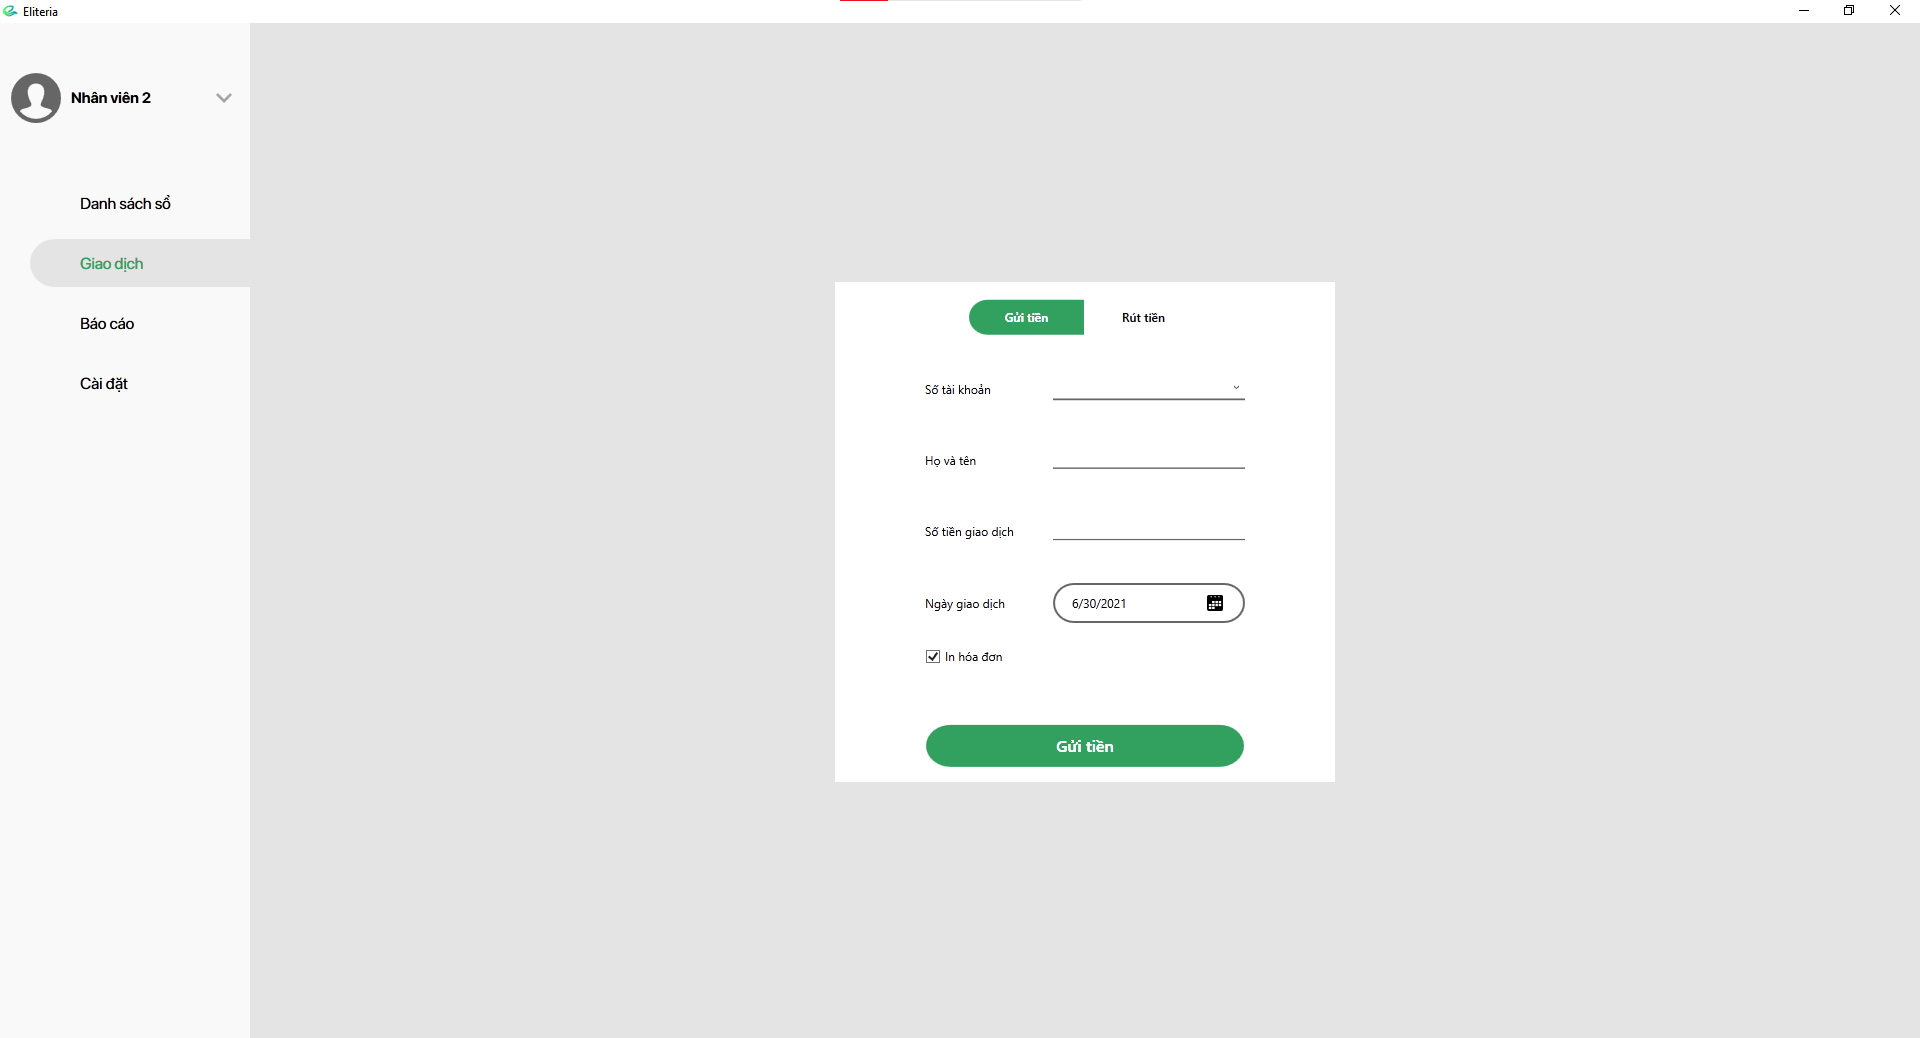 Eliteria
Nhân viên 2
Danh sách sổ
Giao dịch
Báo cáo
Cài đặt
Gửi tiền
Rút tiền
Số tài khoản
Họ và tên
Số tiền giao dịch
Ngày giao dịch
6/30/2021
In hóa đơn
Gửi tiền